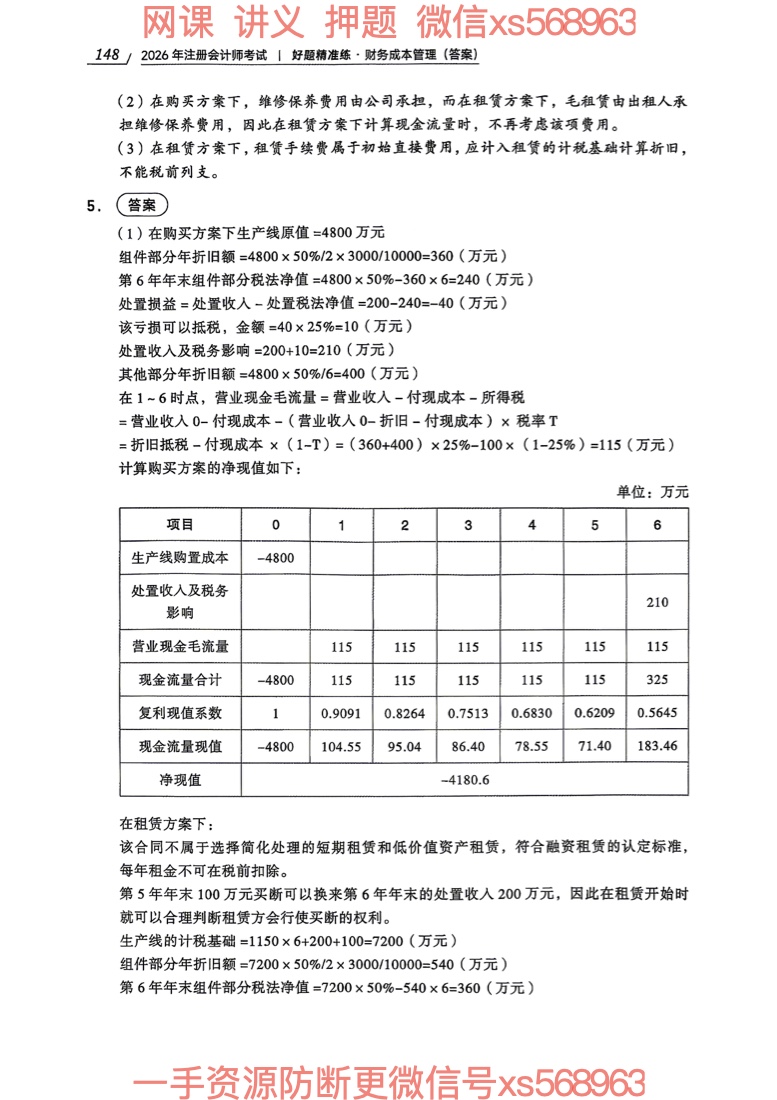 网课 讲义 押题 微信xs568963
148 / 2026 年注册会计师考试 | 好题精准练 · 财务成本管理（答案）
（2）在购买方案下，维修保养费用由公司承担，而在租赁方案下，毛租赁由出租人承
担维修保养费用，因此在租赁方案下计算现金流量时，不再考虑该项费用。
（3）在租赁方案下，租赁手续费属于初始直接费用，应计入租赁的计税基础计算折旧，
不能税前列支。
5. 答案
（1）在购买方案下生产线原值 =4800 万元
组件部分年折旧额 =4800 × 50%/2 × 3000/10000=360（万元）
第 6 年年末组件部分税法净值 =4800 × 50%-360 × 6=240（万元）
处置损益 = 处置收入 - 处置税法净值 =200-240=-40（万元）
该亏损可以抵税，金额 =40 × 25%=10（万元）
处置收入及税务影响 =200+10=210（万元）
其他部分年折旧额 =4800 × 50%/6=400（万元）
在 1 ~ 6 时点，营业现金毛流量 = 营业收入 - 付现成本 - 所得税
= 营业收入 0- 付现成本 -（营业收入 0- 折旧 - 付现成本）× 税率 T
= 折旧抵税 - 付现成本 ×（1-T）=（360+400）× 25%-100 ×（1-25%）=115（万元）
计算购买方案的净现值如下：
单位：万元
项目 0 1 2 3 4 5 6
生产线购置成本 -4800
处置收入及税务
影响 210
营业现金毛流量 115 115 115 115 115 115
现金流量合计 -4800 115 115 115 115 115 325
复利现值系数 1 0.9091 0.8264 0.7513 0.6830 0.6209 0.5645
现金流量现值 -4800 104.55 95.04 86.40 78.55 71.40 183.46
净现值 -4180.6
在租赁方案下：
该合同不属于选择简化处理的短期租赁和低价值资产租赁，符合融资租赁的认定标准，
每年租金不可在税前扣除。
第 5 年年末 100 万元买断可以换来第 6 年年末的处置收入 200 万元，因此在租赁开始时
就可以合理判断租赁方会行使买断的权利。
生产线的计税基础 =1150 × 6+200+100=7200（万元）
组件部分年折旧额 =7200 × 50%/2 × 3000/10000=540（万元）
第 6 年年末组件部分税法净值 =7200 × 50%-540 × 6=360（万元）
一手资源防断更微信号xs568963